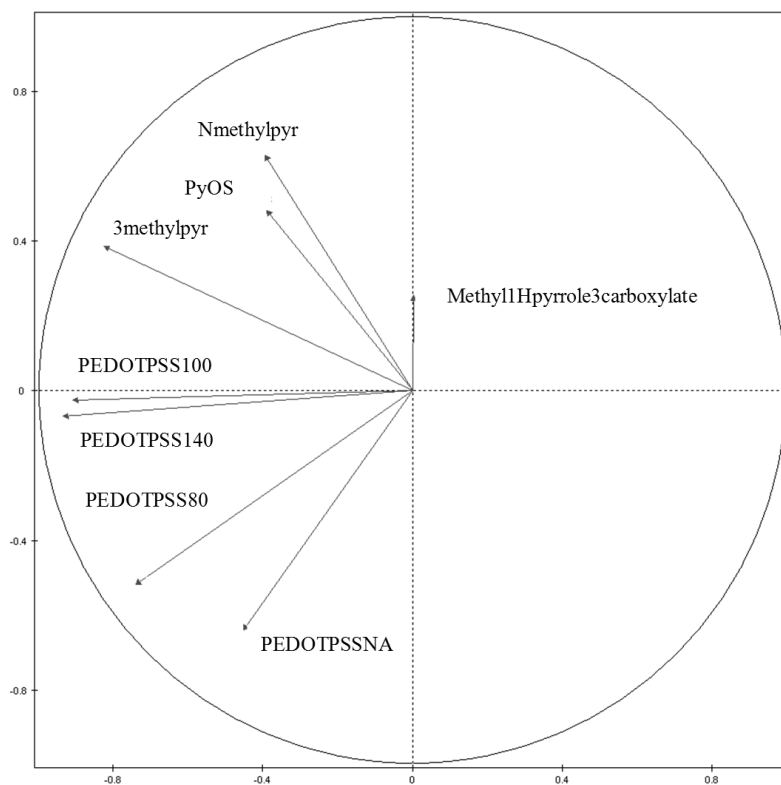 0.8
Nmethylpyr
PyOS
0.4
3methylpyr
Methyl1Hpyrrole3carboxylate
PEDOTPSS100
0
PEDOTPSS140
PEDOTPSS80
-0.4
PEDOTPSSNA
-0.8
-0.8 -0.4 0 0.4 0.8